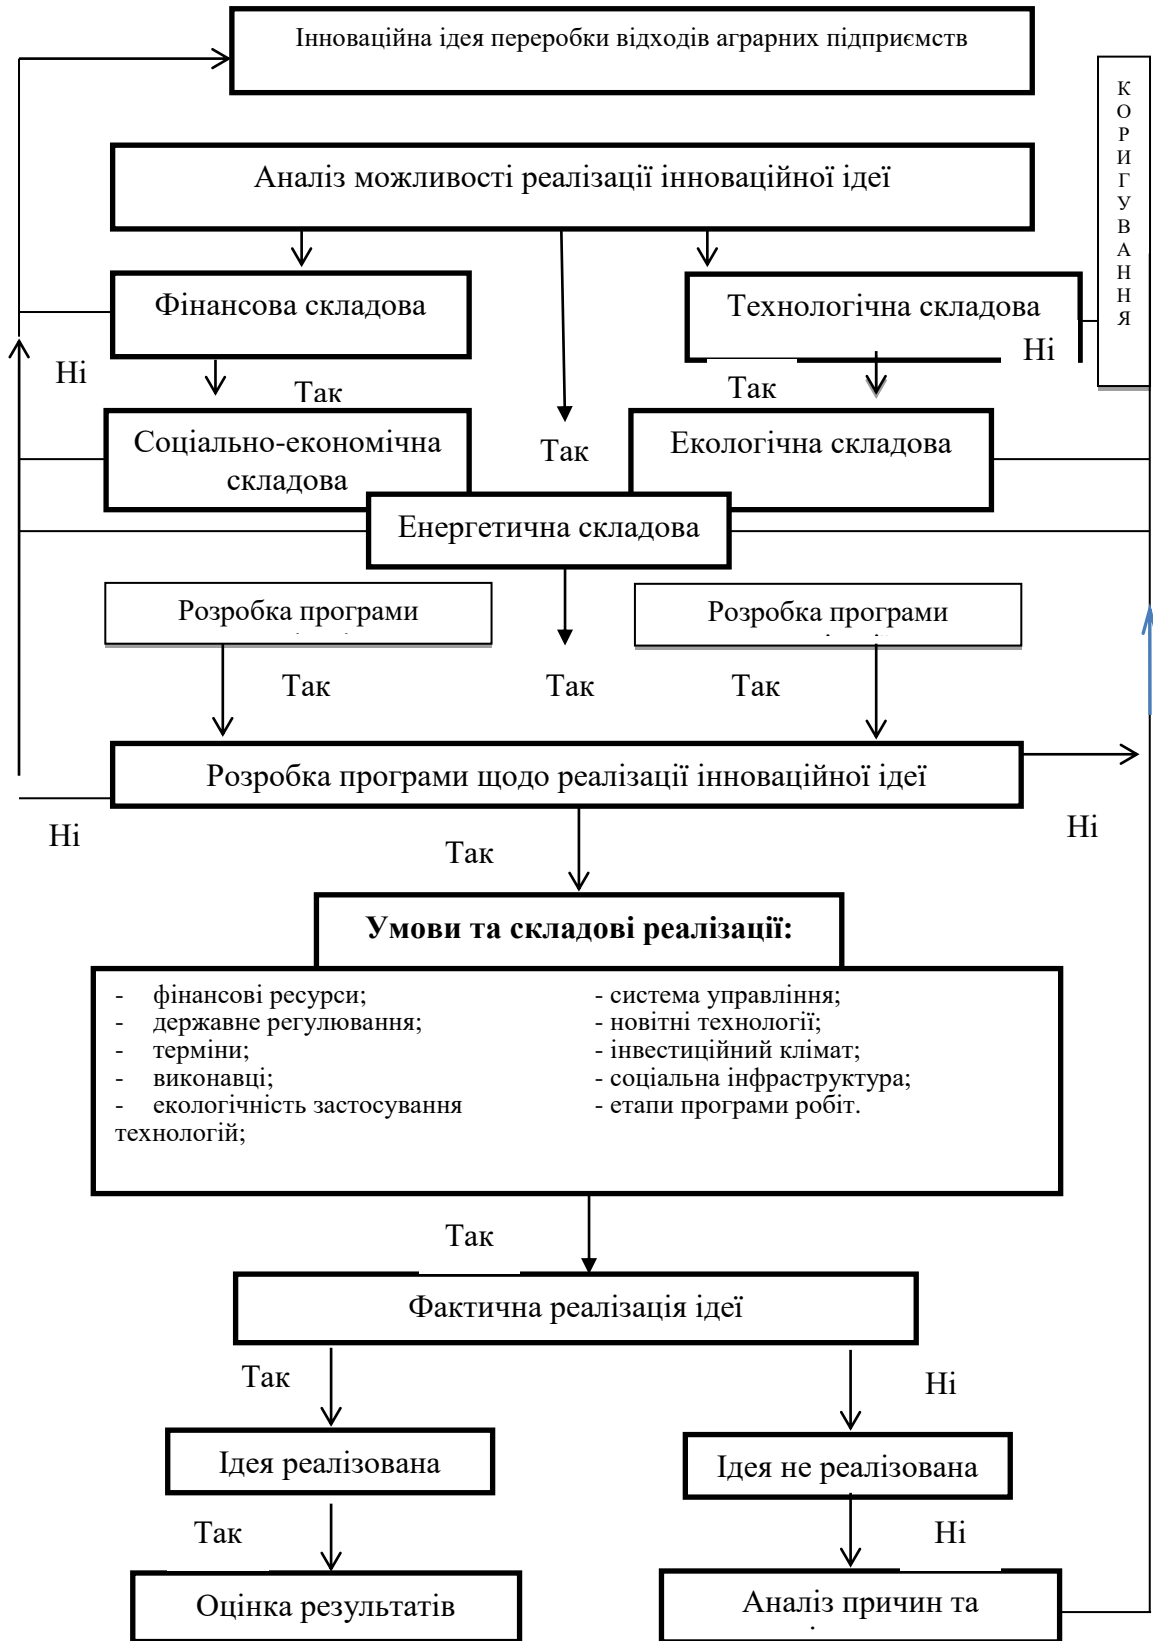 Інноваційна ідея переробки відходів аграрних підприємств
КОРИГУВАННЯ
Аналіз можливості реалізації інноваційної ідеї
Фінансова складова
Технологічна складова
Ні
Ні
Так
Так
Соціально-економічна
складова
Так
Екологічна складова
Енергетична складова
Розробка програми
Розробка програми
Так
Так
Так
Розробка програми щодо реалізації інноваційної ідеї
Ні
Ні
Так
Умови та складові реалізації:
- фінансові ресурси;
- державне регулювання;
- терміни;
- виконавці;
- екологічність застосування
технологій;
- система управління;
- новітні технології;
- інвестиційний клімат;
- соціальна інфраструктура;
- етапи програми робіт.
Так
Фактична реалізація ідеї
Так
Ні
Ідея реалізована
Ідея не реалізована
Так
Ні
Оцінка результатів
Аналіз причин та